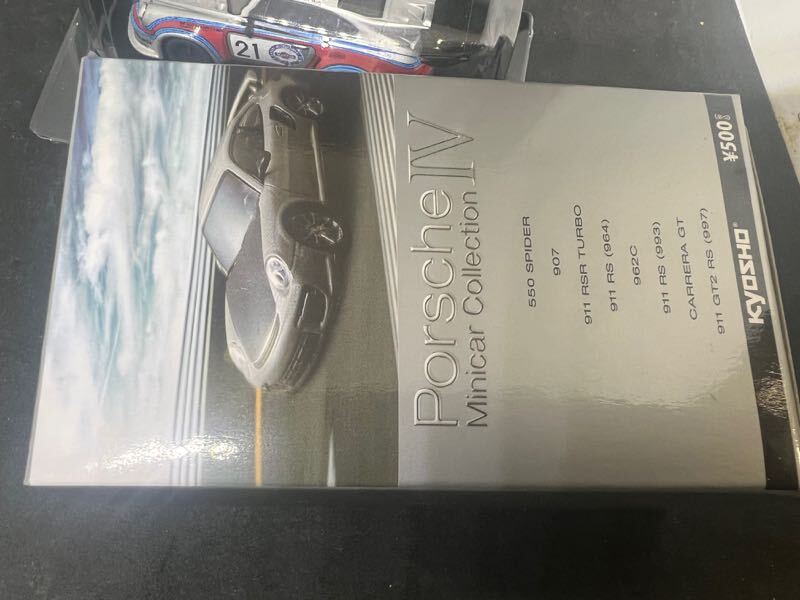 21
Porsche IV
Minicar Collection
550 SPIDER
907
911 RSR TURBO
911 RS (964)
962C
911 RS (993)
CARRERA GT
911 GT2 RS (997)
KYOSHO®
¥500